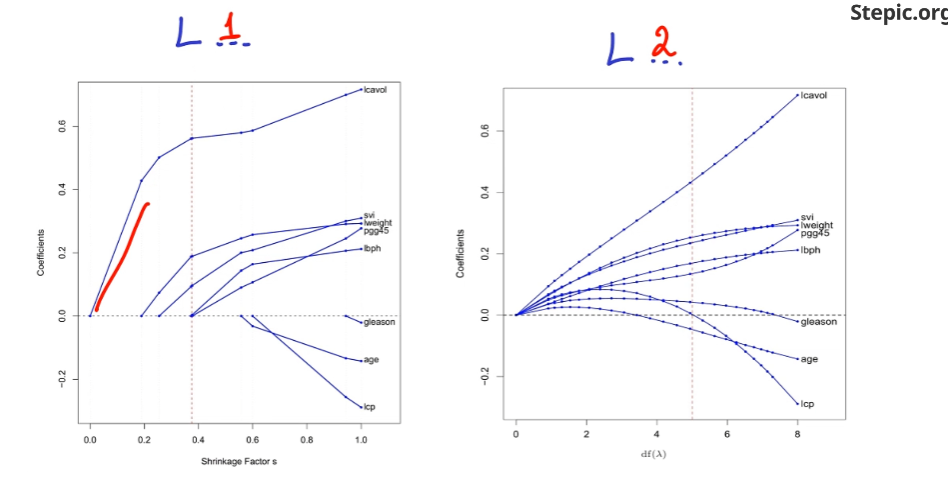 Stepic.org
L 1
L 2
Coefficients
0.6
0.4
0.2
0.0
−0.2
lcavol
svi
lweight
pgg45
lbph
gleason
age
lcp
0.0 0.2 0.4 0.6 0.8 1.0
Shrinkage Factor s
Coefficients
0.6
0.4
0.2
0.0
−0.2
lcavol
svi
lweight
pgg45
lbph
gleason
age
lcp
0 2 4 6 8
df(λ)